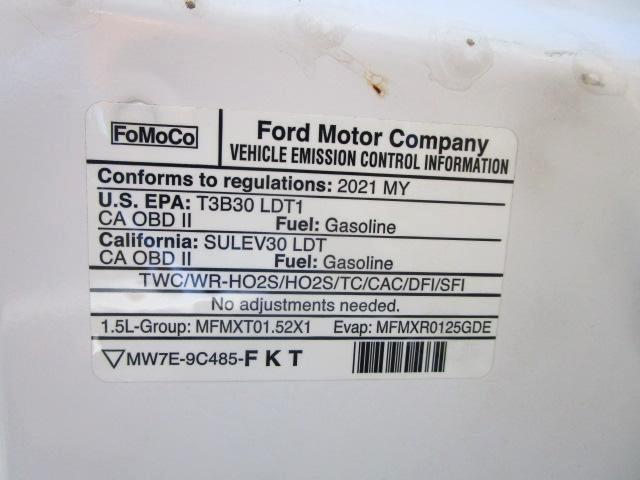 FoMoCo
Ford Motor Company
VEHICLE EMISSION CONTROL INFORMATION
Conforms to regulations: 2021 MY
U.S. EPA: T3B30 LDT1
CA OBD II Fuel: Gasoline
California: SULEV30 LDT
CA OBD II Fuel: Gasoline
TWC/WR-HO2S/HO2S/TC/CAC/DFI/SFI
No adjustments needed.
1.5L-Group: MFMXT01.52X1 Evap: MFMXR0125GDE
MW7E-9C485-F K T